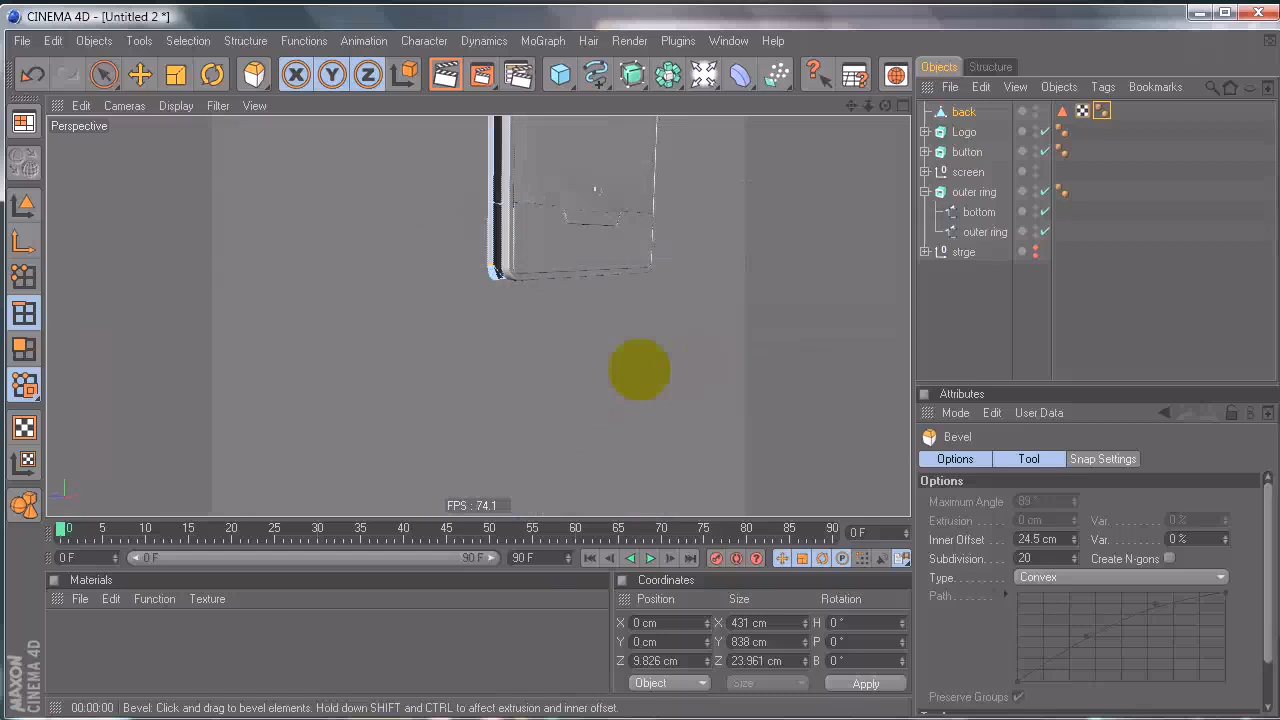 CINEMA 4D - [Untitled 2 *]
File Edit Objects Tools Selection Structure Functions Animation Character Dynamics MoGraph Hair Render Plugins Window Help
X Y Z
Objects Structure
Edit Cameras Display Filter View
File Edit View Objects Tags Bookmarks
Perspective
back
Logo
button
screen
outer ring
bottom
outer ring
strge
Attributes
Mode Edit User Data
Bevel
Options Tool Snap Settings
Options
Maximum Angle 89 °
Extrusion 0 cm Var. 0 %
Inner Offset 24.5 cm Var. 0 %
Subdivision 20 Create N-gons
Type Convex
Path
Preserve Groups
FPS : 74.1
0 5 10 15 20 25 30 35 40 45 50 55 60 65 70 75 80 85 90 0 F
0 F 0 F 90 F 90 F
Materials
File Edit Function Texture
Coordinates
Position Size Rotation
X 0 cm X 431 cm H 0 °
Y 0 cm Y 838 cm P 0 °
Z 9.826 cm Z 23.961 cm B 0 °
Object Size Apply
MAXON
CINEMA 4D
00:00:00 Bevel: Click and drag to bevel elements. Hold down SHIFT and CTRL to affect extrusion and inner offset.